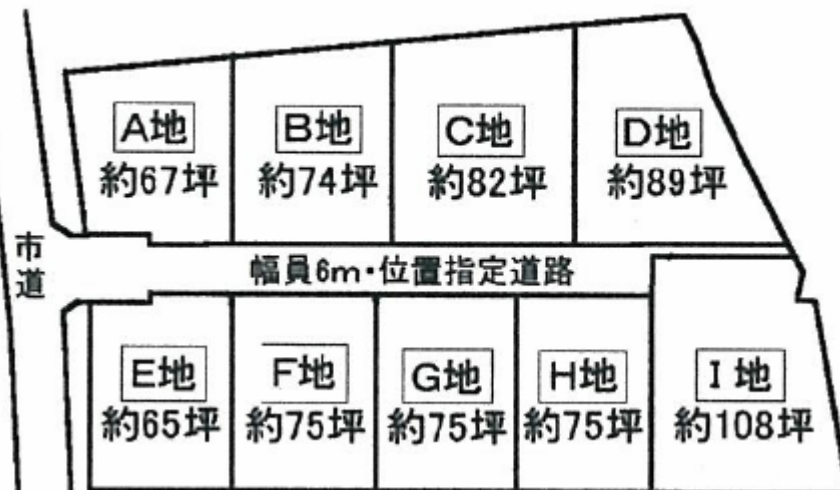 A地
約67坪
B地
約74坪
C地
約82坪
D地
約89坪
市道
幅員6m・位置指定道路
E地
約65坪
F地
約75坪
G地
約75坪
H地
約75坪
I地
約108坪